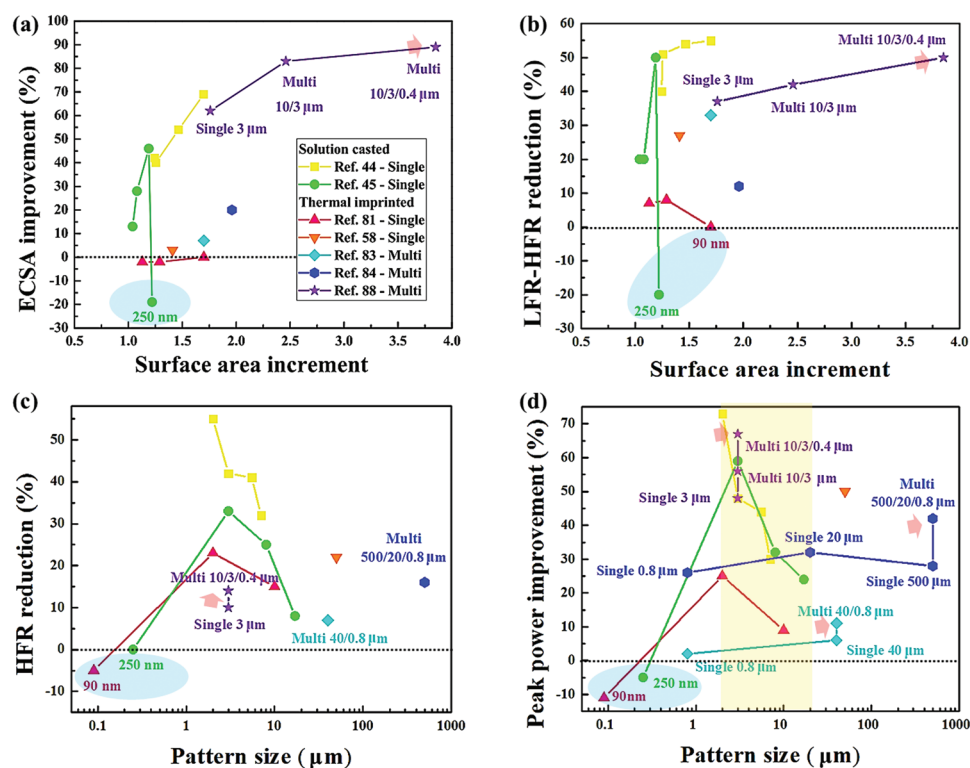 (a)
ECSA improvement (%)
100
90
80
70
60
50
40
30
20
10
0
-10
-20
-30
Multi
10/3/0.4 µm
Multi
10/3 µm
Single 3 µm
250 nm
Solution casted
Ref. 44 - Single
Ref. 45 - Single
Thermal imprinted
Ref. 81 - Single
Ref. 58 - Single
Ref. 83 - Multi
Ref. 84 - Multi
Ref. 88 - Multi
1.0 1.5 2.0 2.5 3.0 3.5 4.0
Surface area increment
(b)
LFR-HFR reduction (%)
60
50
40
30
20
10
0
-10
-20
-30
Multi 10/3/0.4 µm
Single 3 µm
Multi 10/3 µm
90 nm
250 nm
1.0 1.5 2.0 2.5 3.0 3.5 4.0
Surface area increment
(c)
HFR reduction (%)
50
40
30
20
10
0
-10
Multi
500/20/0.8 µm
Multi 10/3/0.4 µm
Single 3 µm
Multi 40/0.8 µm
250 nm
90 nm
0.1 1 10 100 1000
Pattern size ( µm)
(d)
Peak power improvement (%)
70
60
50
40
30
20
10
0
-10
Multi 10/3/0.4 µm
Multi 10/3 µm
Single 3 µm
Multi
500/20/0.8 µm
Single 20 µm
Single 0.8 µm
Single 500 µm
Multi 40/0.8 µm
Single 40 µm
Single 0.8 µm
250 nm
90nm
0.1 1 10 100 1000
Pattern size ( µm)